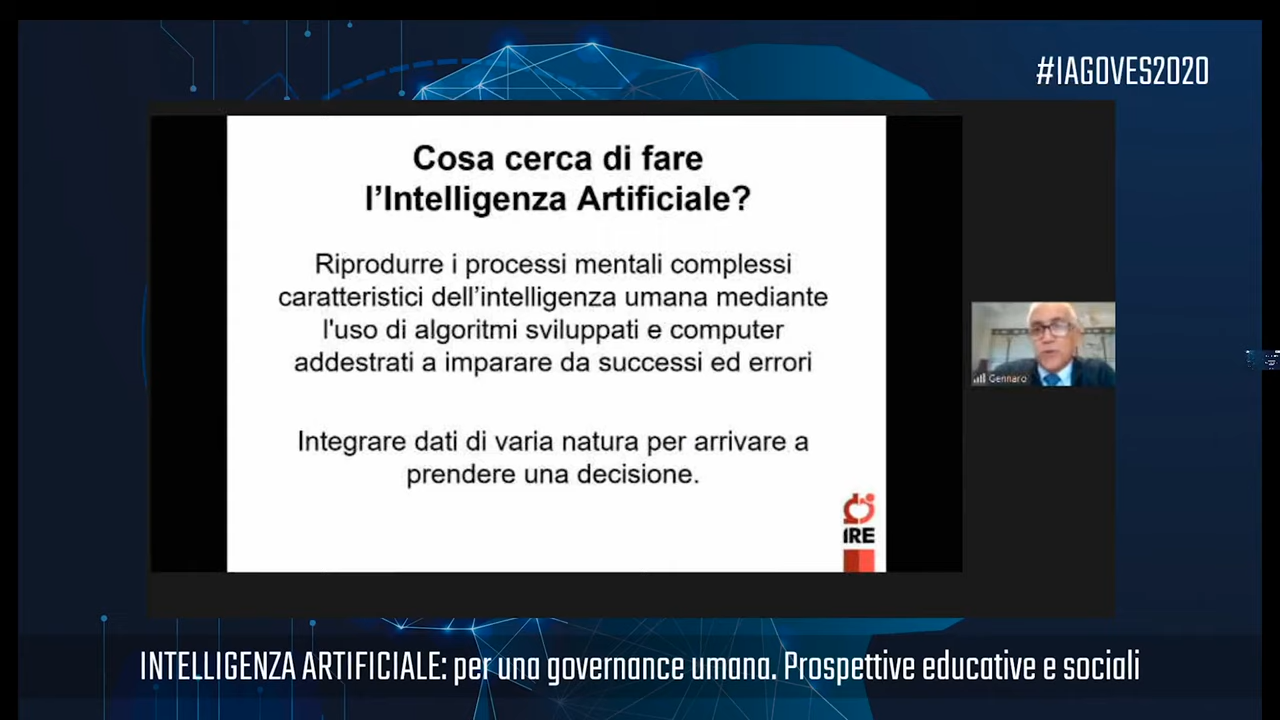 #IAGOVES2020
Cosa cerca di fare
l'Intelligenza Artificiale?
Riprodurre i processi mentali complessi
caratteristici dell'intelligenza umana mediante
l'uso di algoritmi sviluppati e computer
addestrati a imparare da successi ed errori
Integrare dati di varia natura per arrivare a
prendere una decisione.
IRE
Gennaro
INTELLIGENZA ARTIFICIALE: per una governance umana. Prospettive educative e sociali